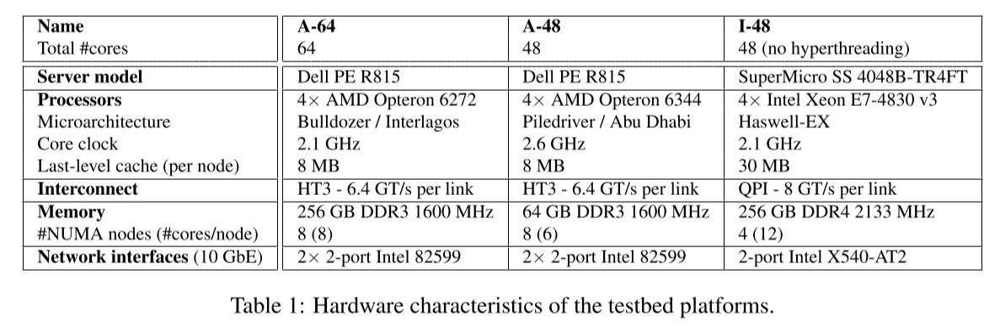 Name A-64 A-48 I-48
Total #cores 64 48 48 (no hyperthreading)
Server model Dell PE R815 Dell PE R815 SuperMicro SS 4048B-TR4FT
Processors 4× AMD Opteron 6272 4× AMD Opteron 6344 4× Intel Xeon E7-4830 v3
Microarchitecture Bulldozer / Interlagos Piledriver / Abu Dhabi Haswell-EX
Core clock 2.1 GHz 2.6 GHz 2.1 GHz
Last-level cache (per node) 8 MB 8 MB 30 MB
Interconnect HT3 - 6.4 GT/s per link HT3 - 6.4 GT/s per link QPI - 8 GT/s per link
Memory 256 GB DDR3 1600 MHz 64 GB DDR3 1600 MHz 256 GB DDR4 2133 MHz
#NUMA nodes (#cores/node) 8 (8) 8 (6) 4 (12)
Network interfaces (10 GbE) 2× 2-port Intel 82599 2× 2-port Intel 82599 2-port Intel X540-AT2
Table 1: Hardware characteristics of the testbed platforms.